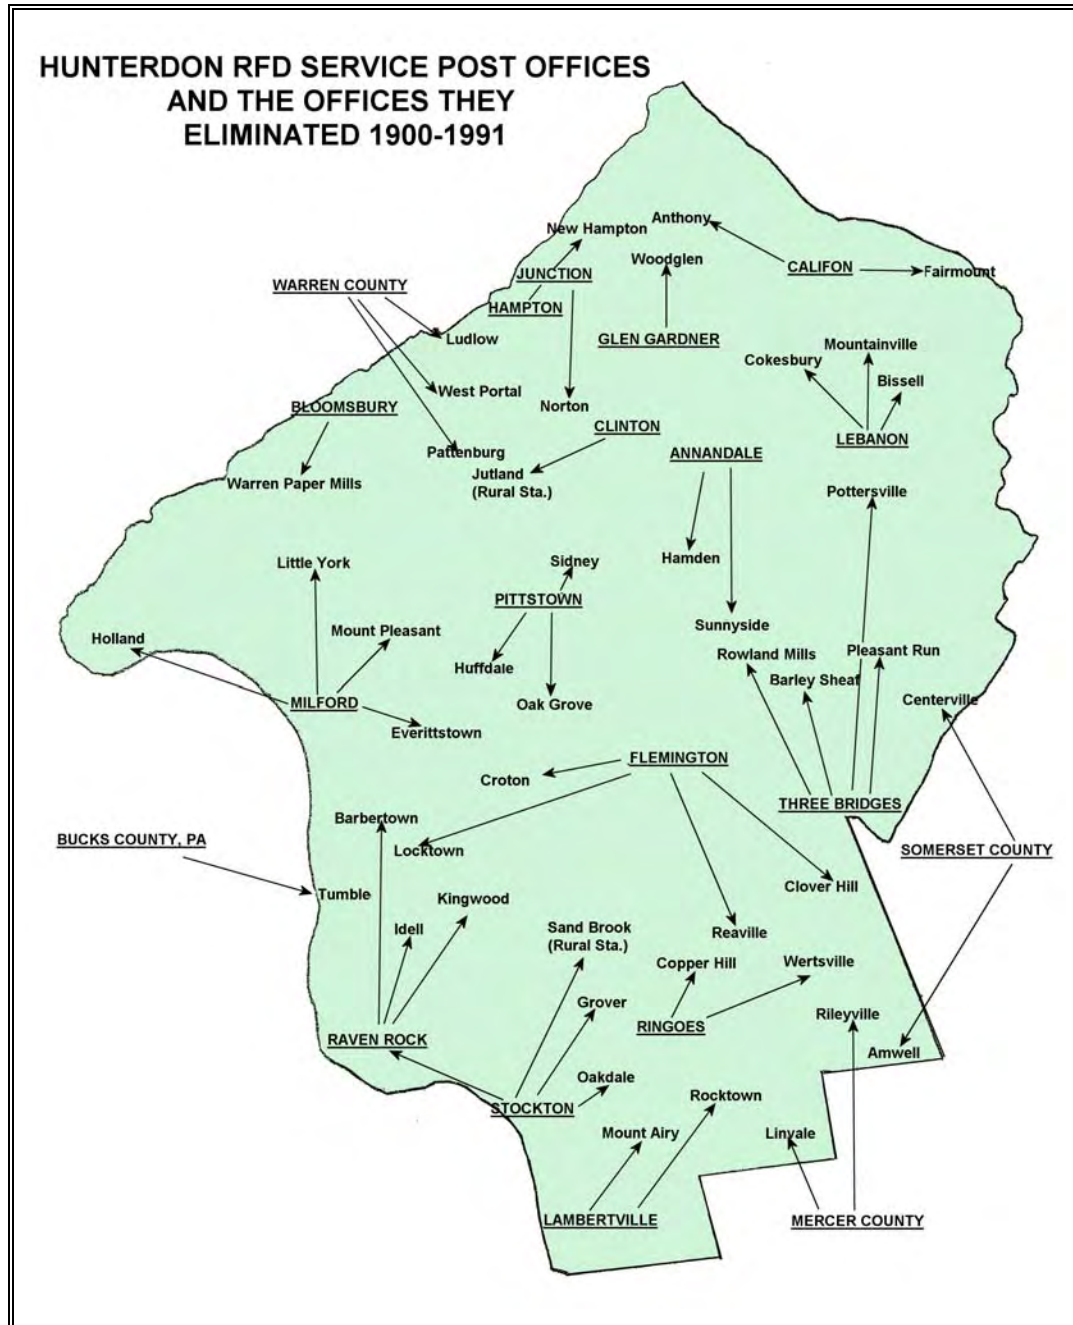 HUNTERDON RFD SERVICE POST OFFICES
AND THE OFFICES THEY
ELIMINATED 1900-1991
Anthony
New Hampton
Woodglen
CALIFON
Fairmount
JUNCTION
WARREN COUNTY
HAMPTON
Ludlow
GLEN GARDNER
Mountainville
Cokesbury
Bissell
West Portal
BLOOMSBURY
Norton
CLINTON
LEBANON
Pattenburg
ANNANDALE
Jutland
(Rural Sta.)
Warren Paper Mills
Pottersville
Little York
Sidney
Hamden
PITTSTOWN
Sunnyside
Mount Pleasant
Holland
Rowland Mills
Pleasant Run
Huffdale
Barley Sheaf
MILFORD
Oak Grove
Centerville
Everittstown
FLEMINGTON
Croton
THREE BRIDGES
Barbertown
BUCKS COUNTY, PA
Locktown
SOMERSET COUNTY
Clover Hill
Tumble
Kingwood
Idell
Sand Brook
(Rural Sta.)
Reaville
Copper Hill
Wertsville
Grover
Rileyville
RINGOES
RAVEN ROCK
Amwell
Oakdale
Rocktown
STOCKTON
Mount Airy
Linvale
LAMBERTVILLE
MERCER COUNTY